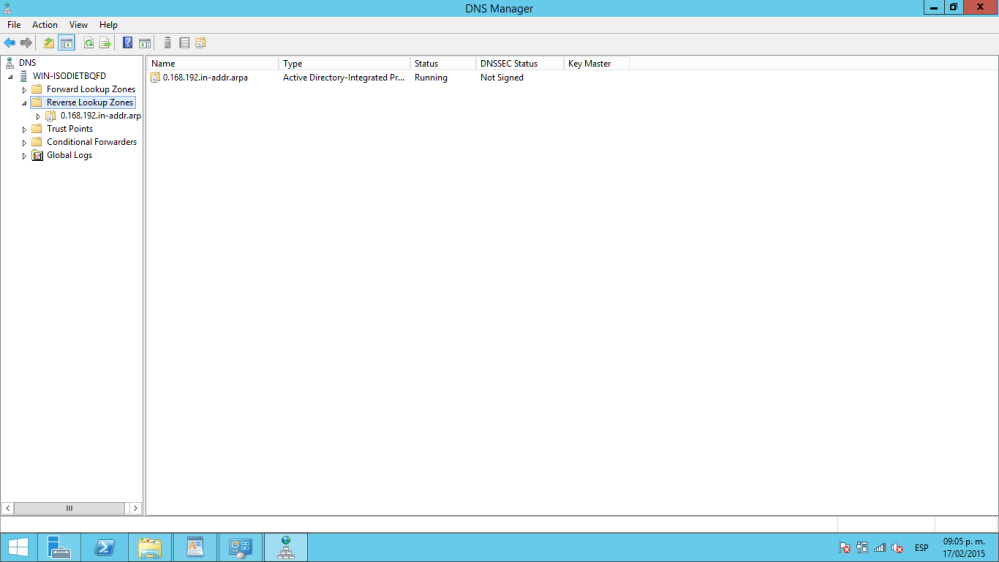 DNS Manager
File Action View Help
DNS
WIN-ISODIETBQFD
Forward Lookup Zones
Reverse Lookup Zones
0.168.192.in-addr.arp
Trust Points
Conditional Forwarders
Global Logs
Name Type Status DNSSEC Status Key Master
0.168.192.in-addr.arpa Active Directory-Integrated Pr... Running Not Signed
ESP
09:05 p. m.
17/02/2015